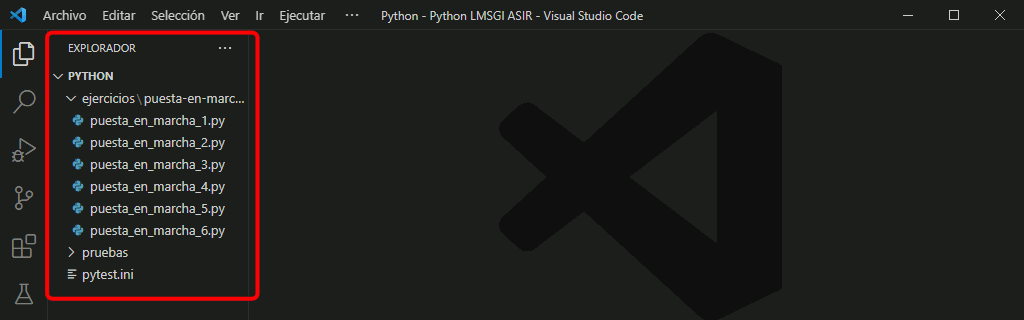 Archivo Editar Selección Ver Ir Ejecutar ··· Python - Python LMSGI ASIR - Visual Studio Code
EXPLORADOR ···
PYTHON
ejercicios\puesta-en-marc...
puesta_en_marcha_1.py
puesta_en_marcha_2.py
puesta_en_marcha_3.py
puesta_en_marcha_4.py
puesta_en_marcha_5.py
puesta_en_marcha_6.py
pruebas
pytest.ini